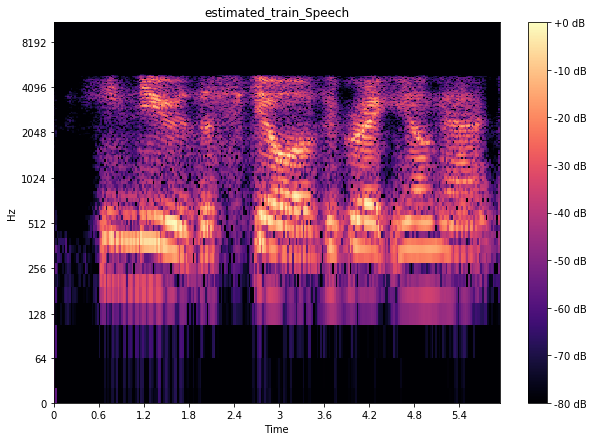 estimated_train_Speech
Hz
8192
4096
2048
1024
512
256
128
64
0
0 0.6 1.2 1.8 2.4 3 3.6 4.2 4.8 5.4
Time
+0 dB
-10 dB
-20 dB
-30 dB
-40 dB
-50 dB
-60 dB
-70 dB
-80 dB